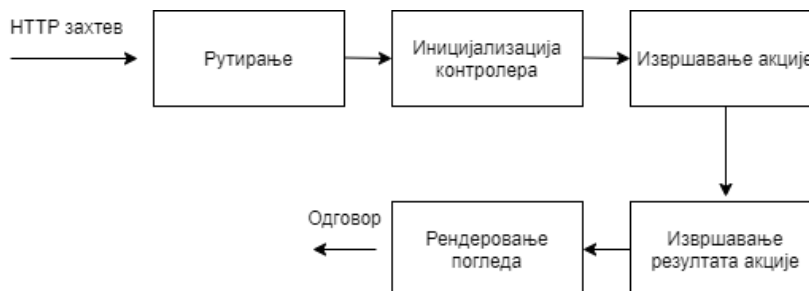 HTTP захтев
Рутирање
Иницијализација
контролера
Извршавање акције
Одговор
Рендеровање
погледа
Извршавање
резултата акције